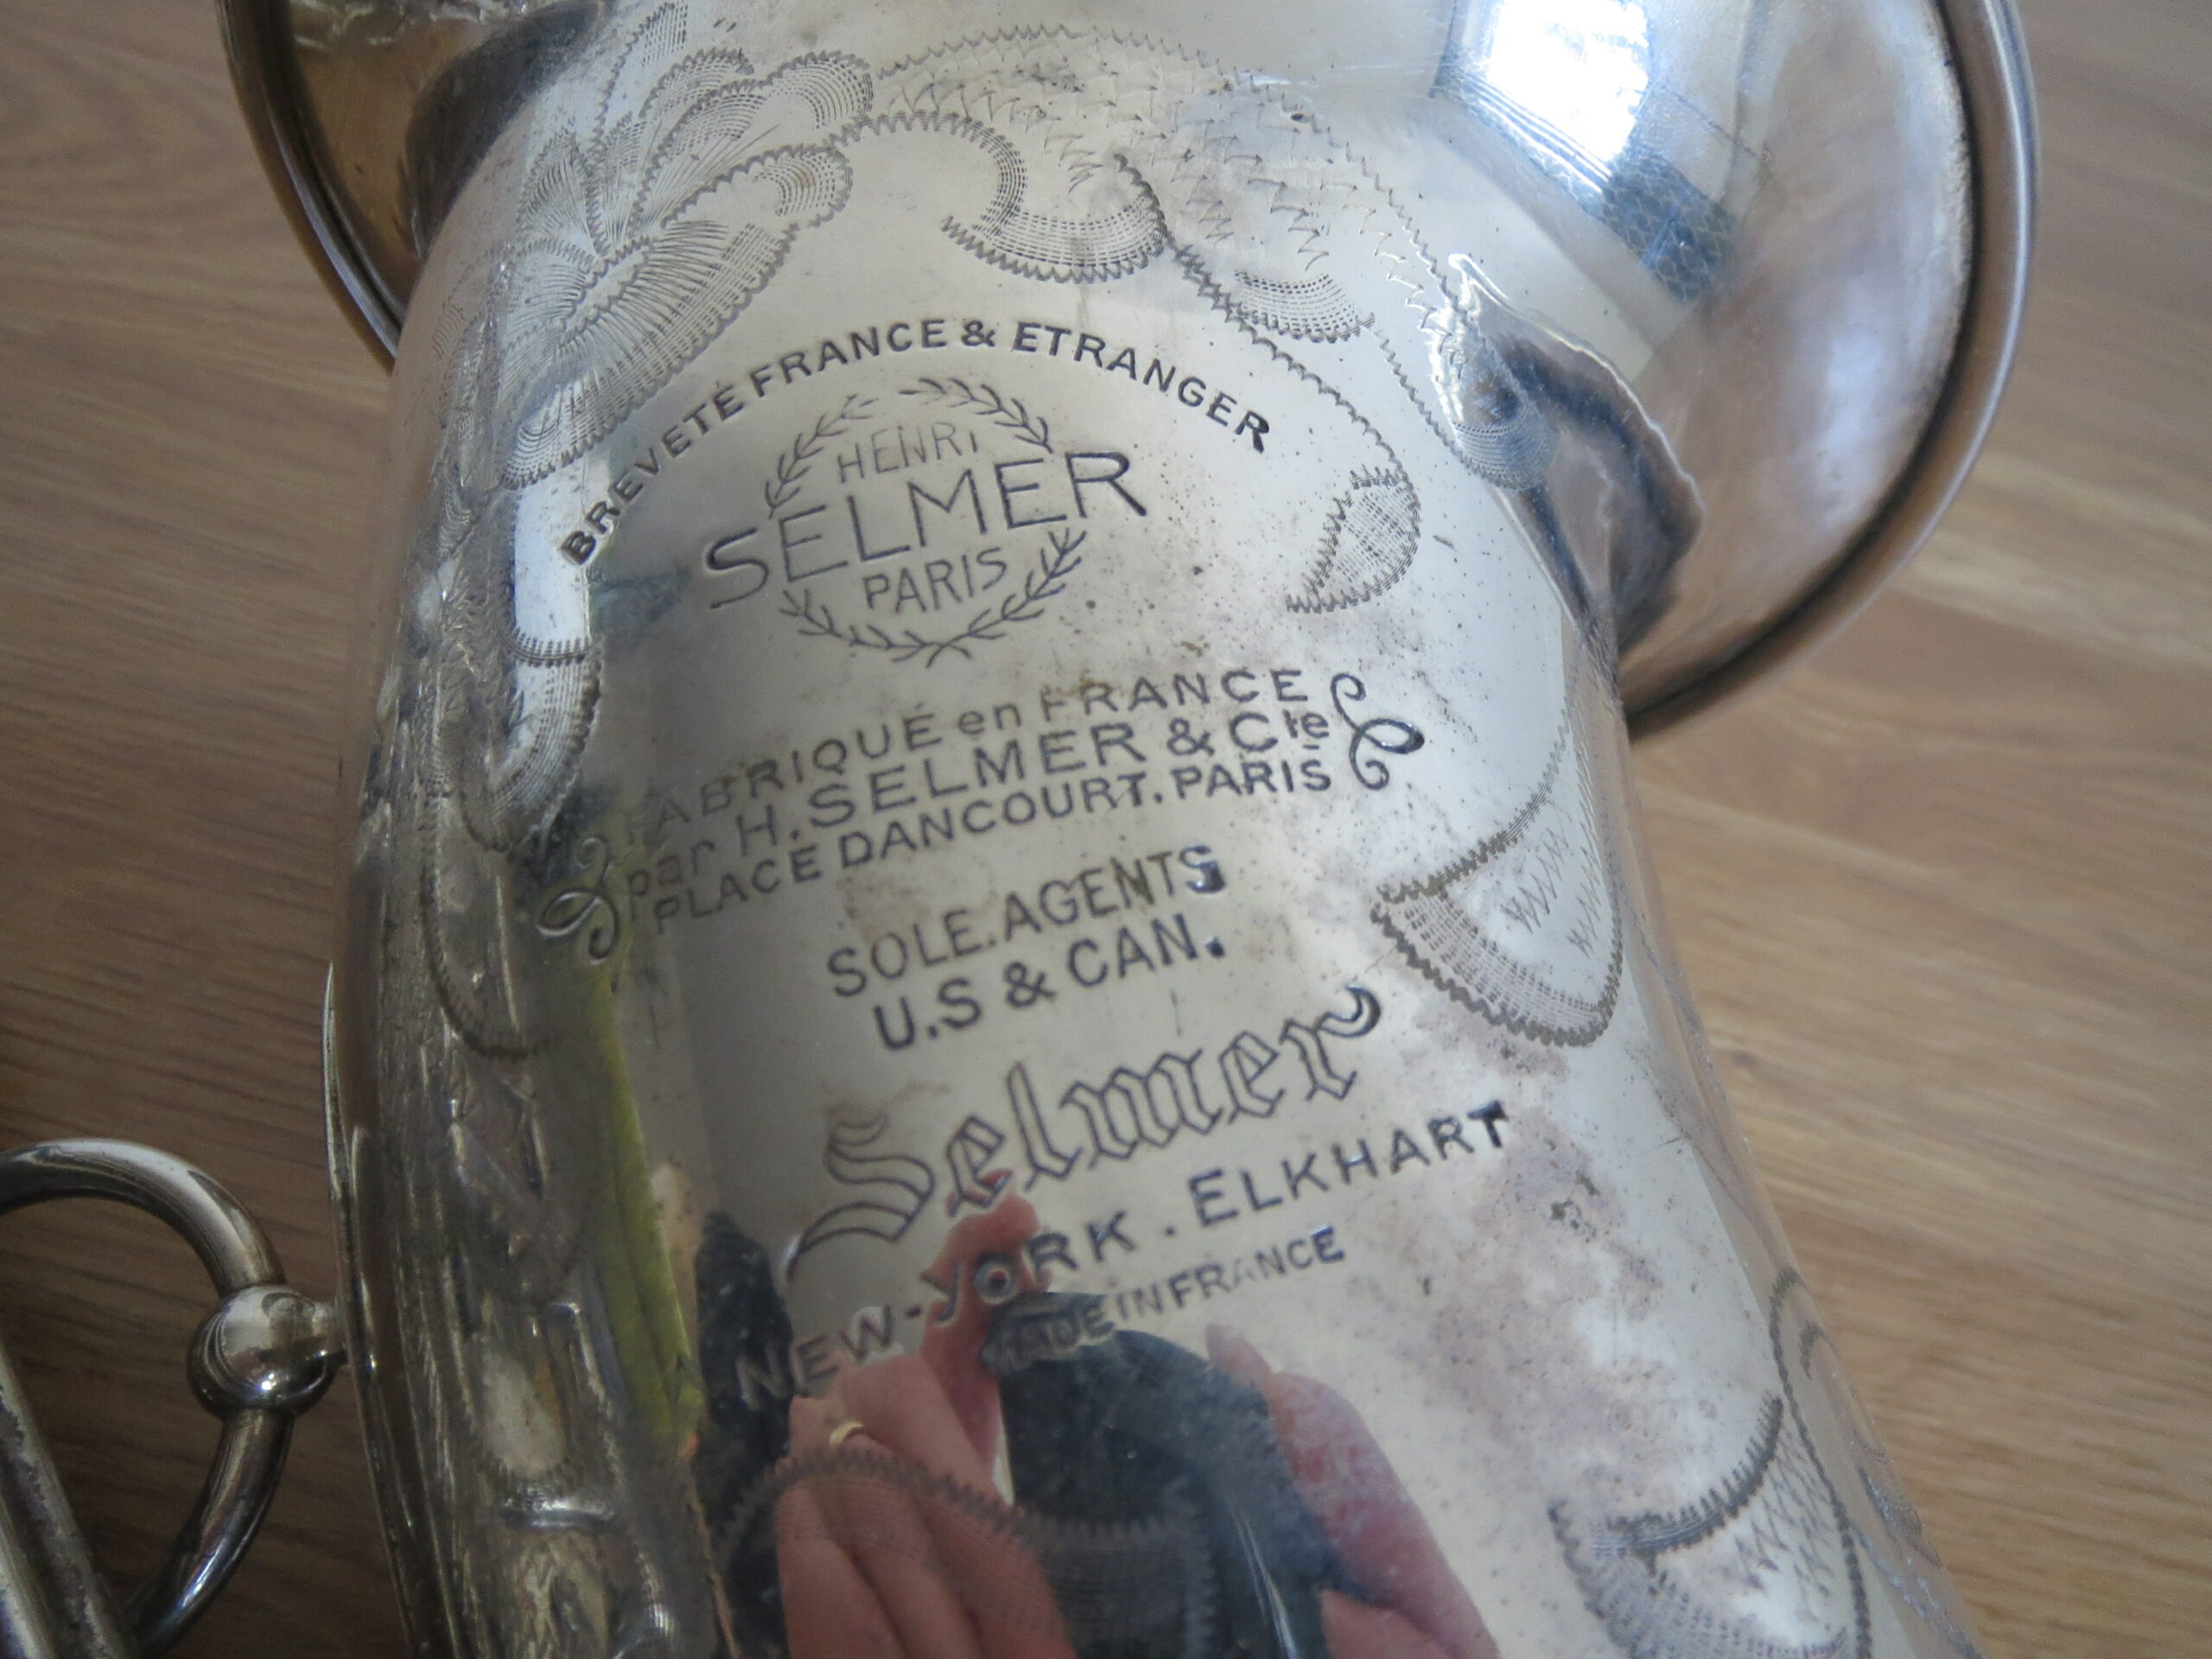 BREVETÉ FRANCE & ETRANGER
HENRI
SELMER
PARIS
FABRIQUÉ en FRANCE
par H. SELMER & Cie
PLACE DANCOURT. PARIS
SOLE. AGENTS
U.S & CAN.
Selmer
NEW-YORK . ELKHART
MADE IN FRANCE